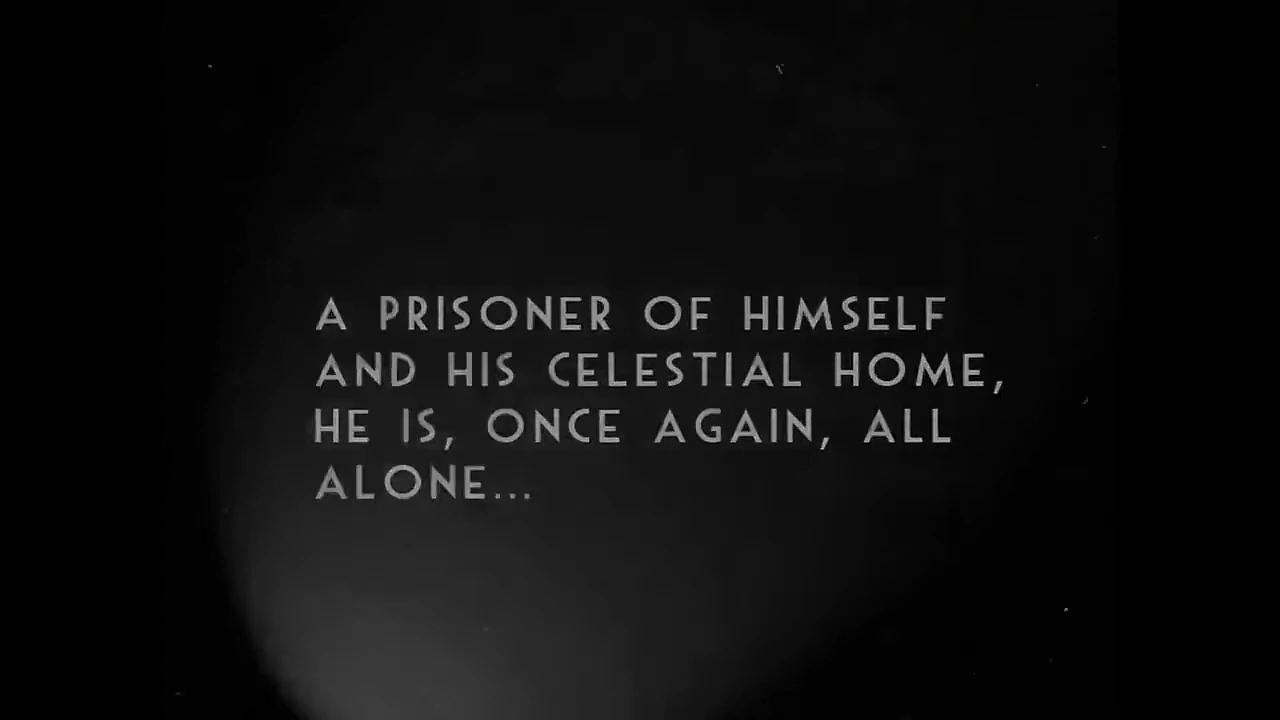 A PRISONER OF HIMSELF
AND HIS CELESTIAL HOME,
HE IS, ONCE AGAIN, ALL
ALONE...